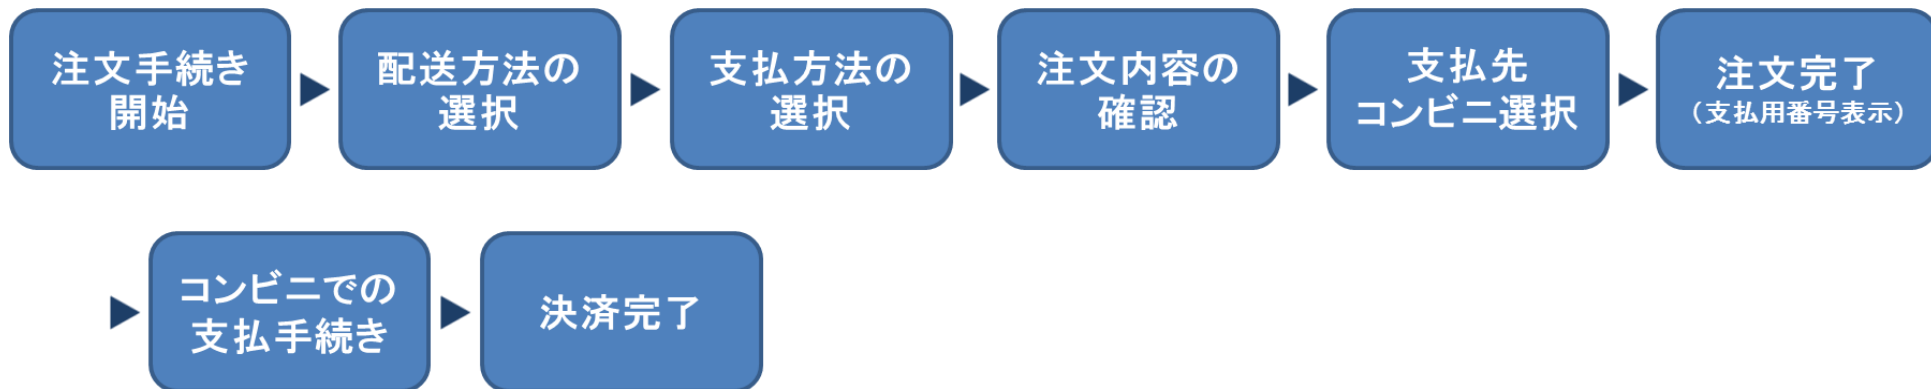 注文手続き
開始
配送方法の
選択
支払方法の
選択
注文内容の
確認
支払先
コンビニ選択
注文完了
（支払用番号表示）
コンビニでの
支払手続き
決済完了